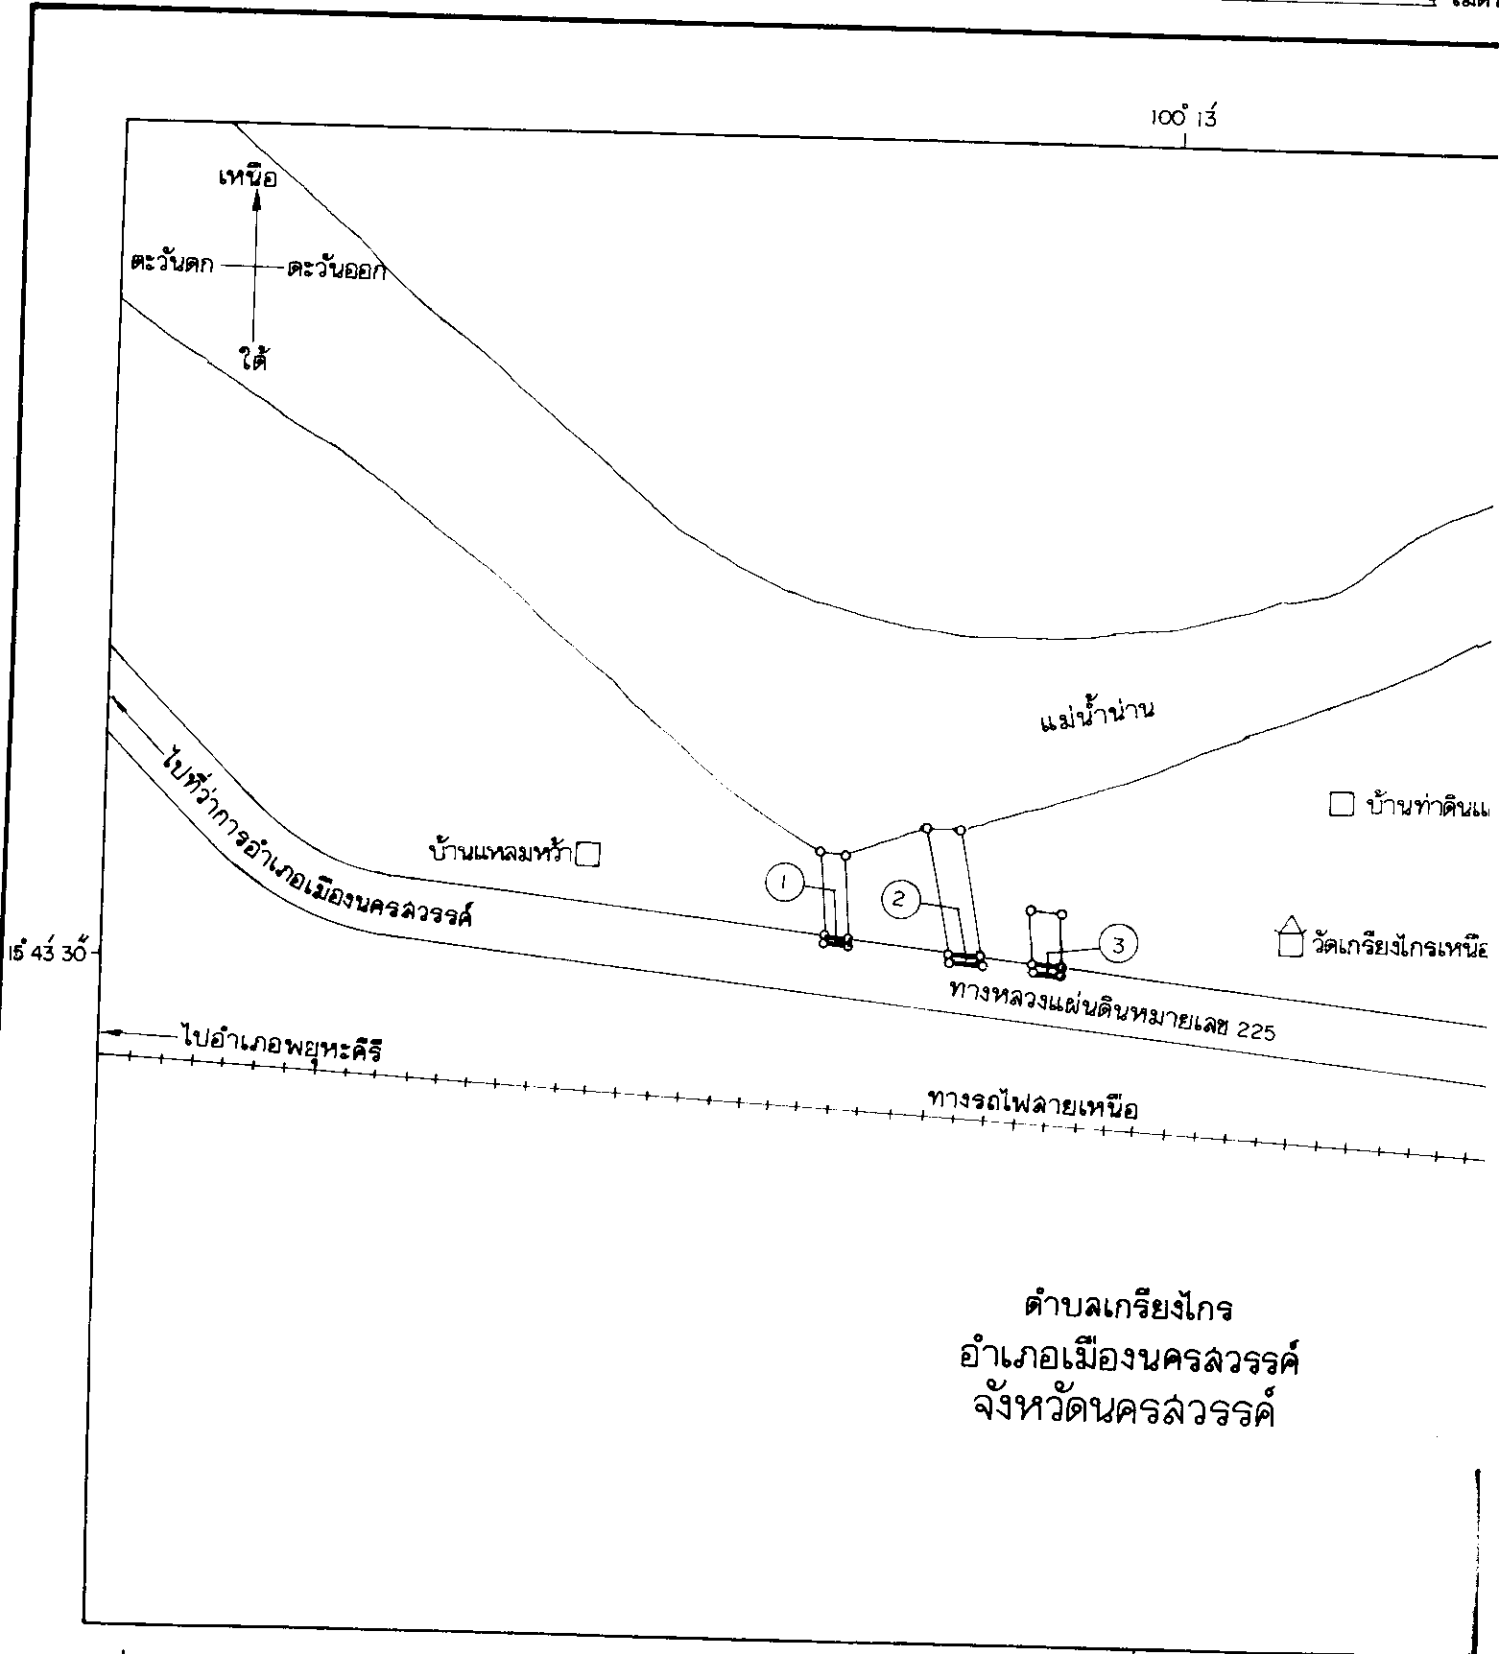 100° 13′
เหนือ
ตะวันตก
ตะวันออก
ใต้
แม่น้ำน่าน
ไปที่ว่าการอำเภอเมืองนครสวรรค์
บ้านแหลมหว้า
บ้านท่าดินแ
1
2
3
วัดเกรียงไกรเหนือ
15° 43′ 30″
ทางหลวงแผ่นดินหมายเลข 225
ไปอำเภอพยุหะคีรี
ทางรถไฟสายเหนือ
ตำบลเกรียงไกร
อำเภอเมืองนครสวรรค์
จังหวัดนครสวรรค์